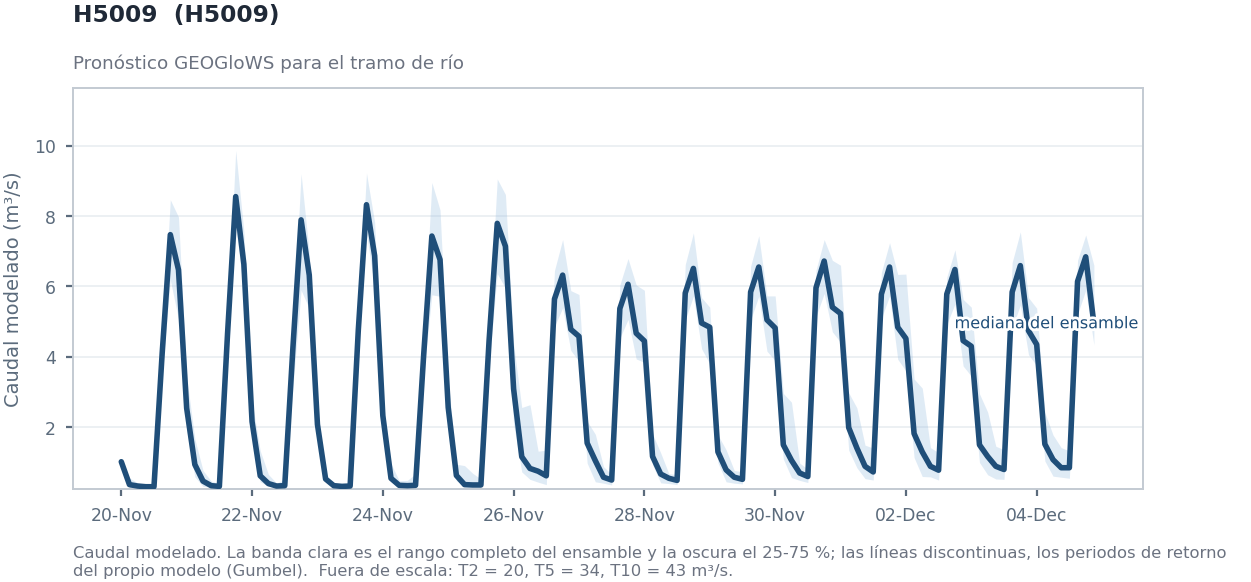 H5009  (H5009)
Pronóstico GEOGloWS para el tramo de río
Caudal modelado (m³/s)
10
8
6
4
2
mediana del ensamble
20-Nov
22-Nov
24-Nov
26-Nov
28-Nov
30-Nov
02-Dec
04-Dec
Caudal modelado. La banda clara es el rango completo del ensamble y la oscura el 25-75 %; las líneas discontinuas, los periodos de retorno
del propio modelo (Gumbel).  Fuera de escala: T2 = 20, T5 = 34, T10 = 43 m³/s.